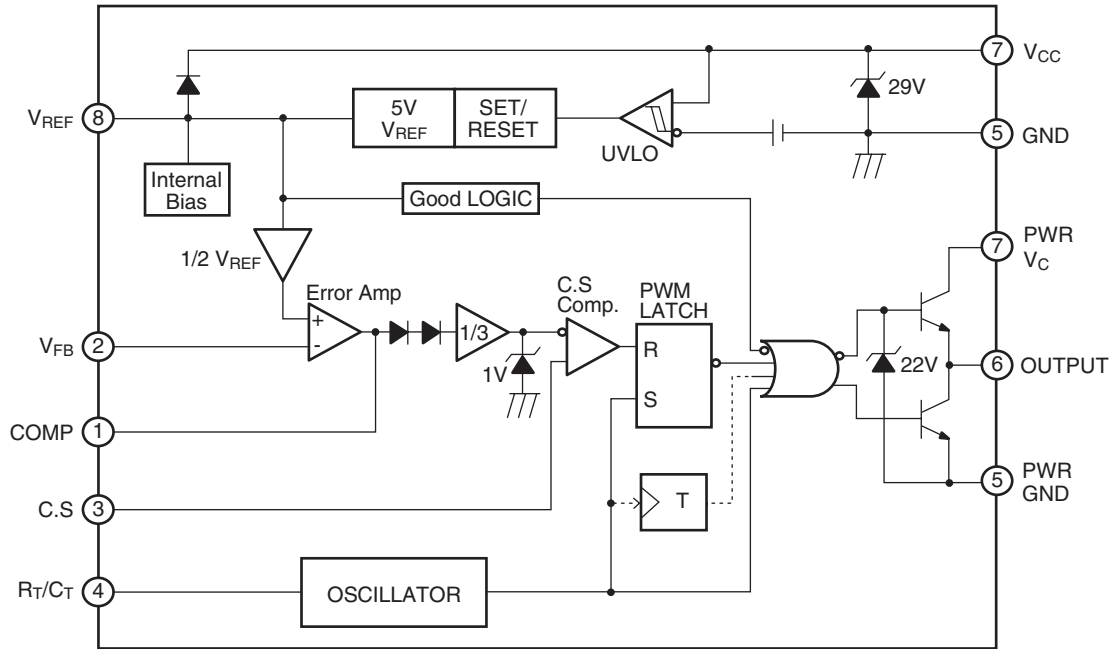 7 VCC
29V
8 VREF
5V
VREF
SET/
RESET
UVLO
5 GND
Internal
Bias
Good LOGIC
1/2 VREF
7 PWR
VC
Error Amp
+
-
1/3
C.S
Comp.
PWM
LATCH
2 VFB
1V
R
S
22V
6 OUTPUT
COMP 1
T
5 PWR
GND
C.S 3
RT/CT 4
OSCILLATOR